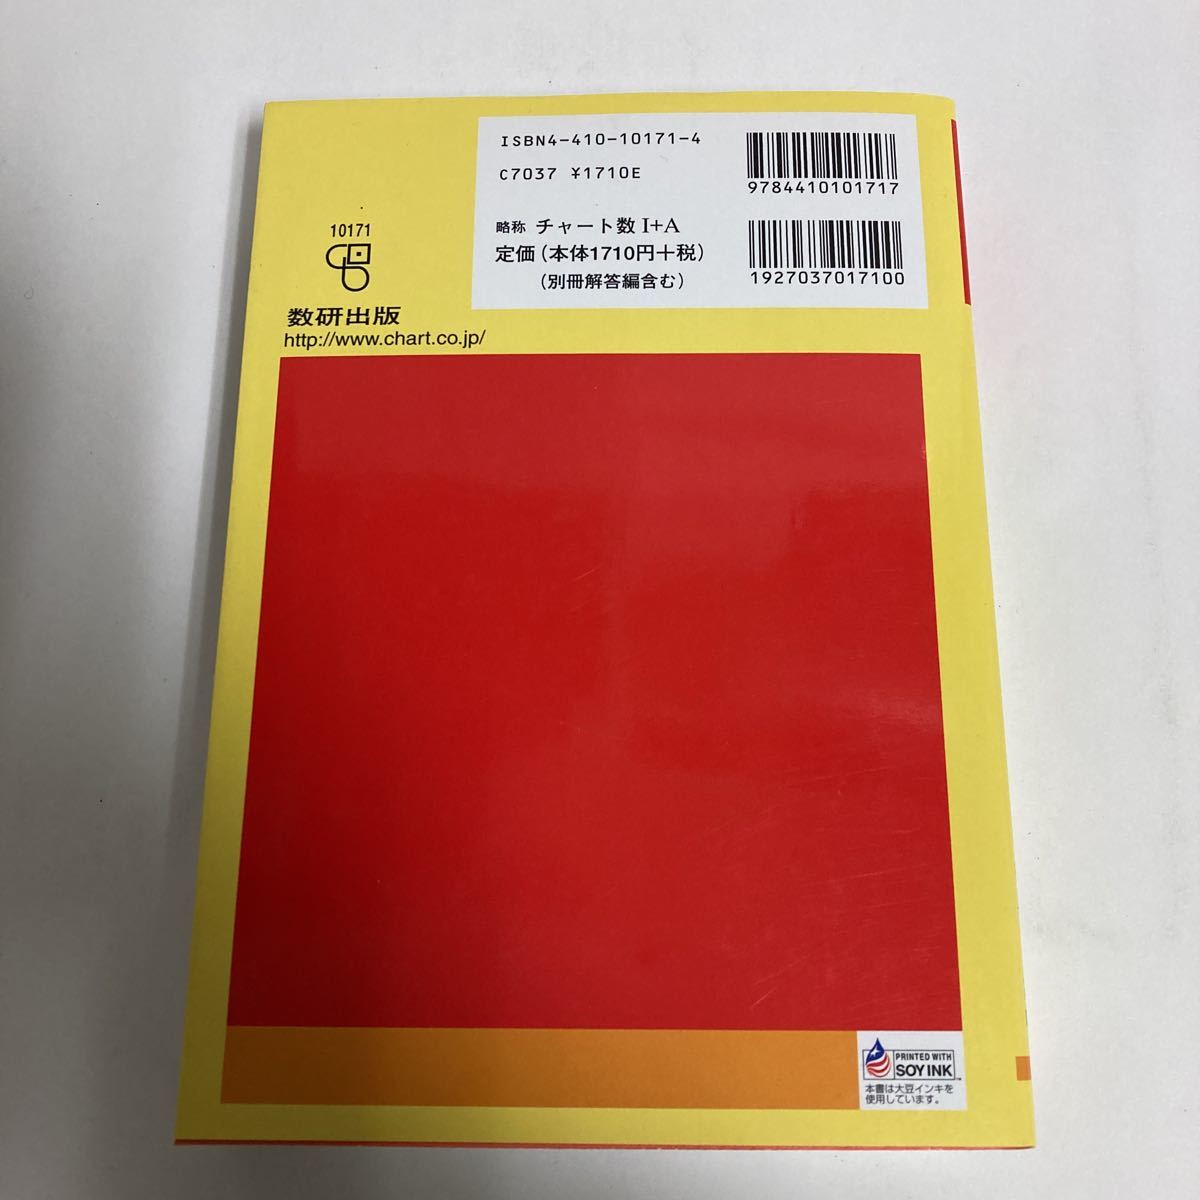 ISBN4-410-10171-4
C7037 ¥1710E
9784410101717
略称 チャート数I+A
定価(本体1710円+税)
(別冊解答編含む)
1927037017100
10171
数研出版
http://www.chart.co.jp/
PRINTED WITH
SOY INK
本書は大豆インキを
使用しています。